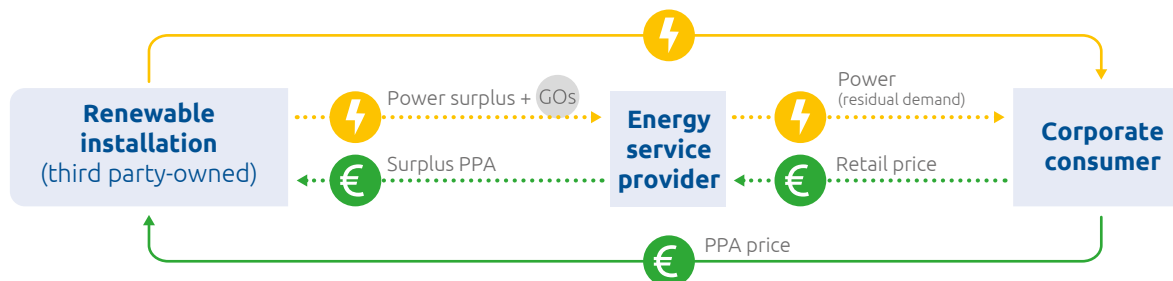 Renewable
installation
(third party-owned)
Power surplus + GOs
Surplus PPA
€
Energy
service
provider
Power
(residual demand)
Retail price
€
Corporate
consumer
PPA price
€